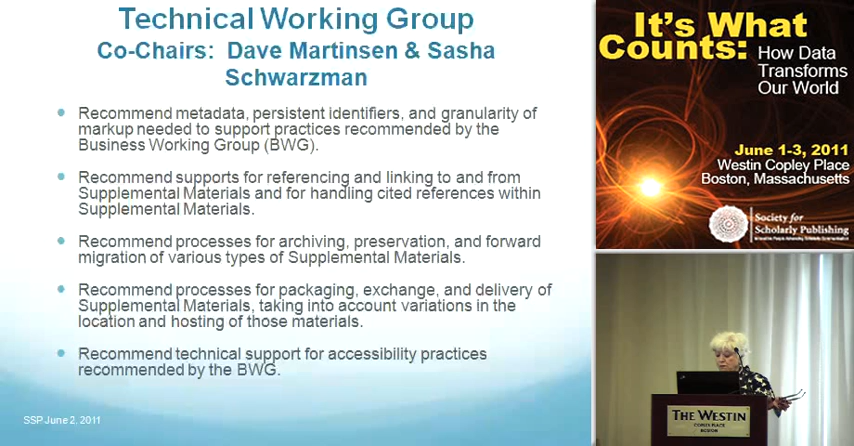 Technical Working Group
Co-Chairs: Dave Martinsen & Sasha
Schwarzman
Recommend metadata, persistent identifiers, and granularity of
markup needed to support practices recommended by the
Business Working Group (BWG).
Recommend supports for referencing and linking to and from
Supplemental Materials and for handling cited references within
Supplemental Materials.
Recommend processes for archiving, preservation, and forward
migration of various types of Supplemental Materials.
Recommend processes for packaging, exchange, and delivery of
Supplemental Materials, taking into account variations in the
location and hosting of those materials.
Recommend technical support for accessibility practices
recommended by the BWG.
SSP June 2, 2011
It's What
Counts:
How Data
Transforms
Our World
June 1-3, 2011
Westin Copley Place
Boston, Massachusetts
Society for
Scholarly Publishing
THE WESTIN
COPLEY PLACE
BOSTON